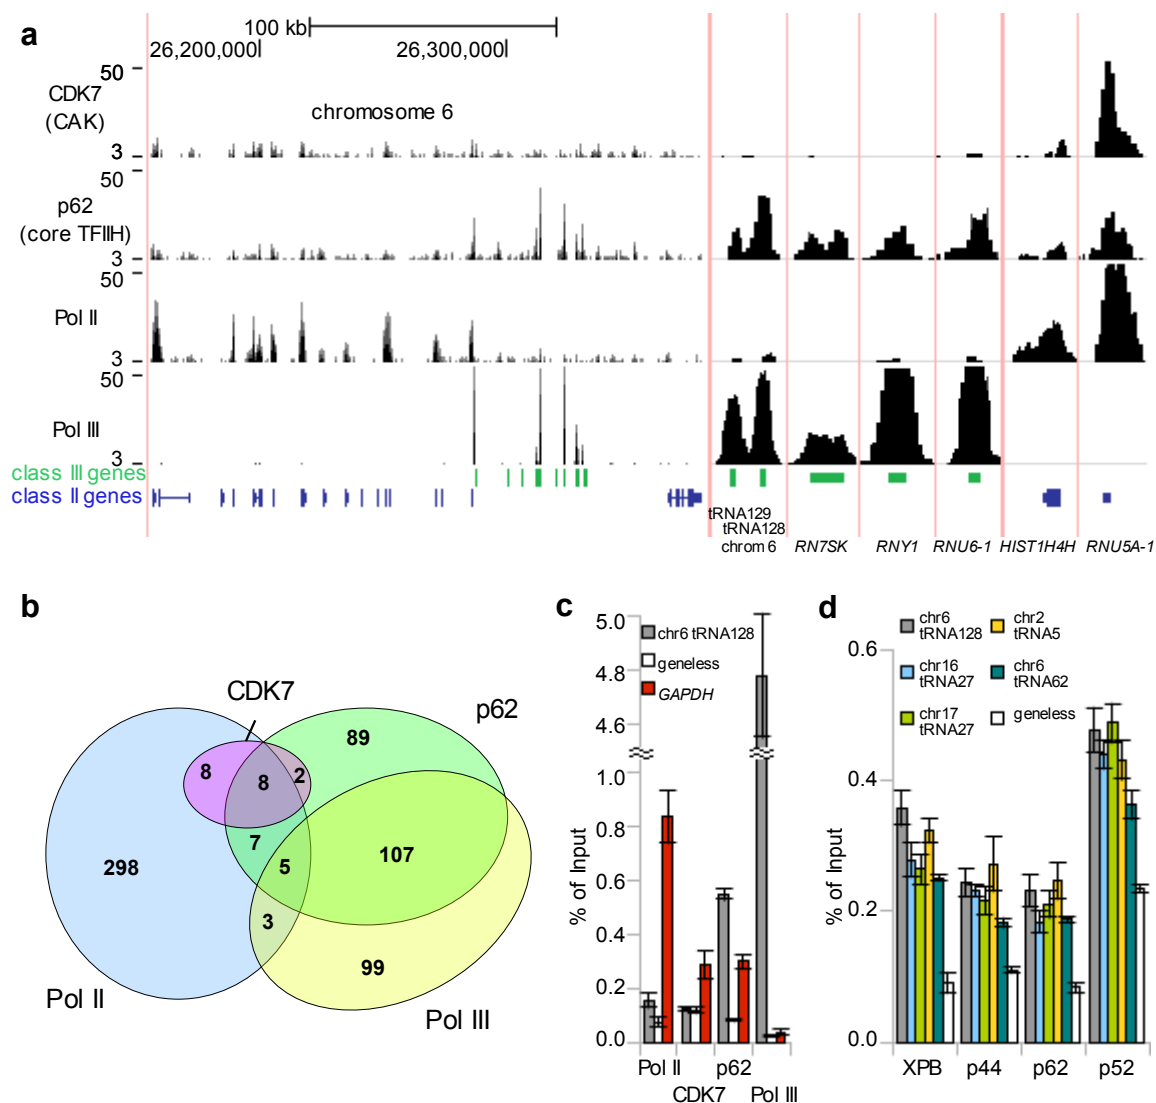 a
100 kb
26,200,000
26,300,000
chromosome 6
50
CDK7
(CAK)
3
50
p62
(core TFIIH)
3
50
Pol II
3
50
Pol III
3
class III genes
class II genes
tRNA129
tRNA128
chrom 6
RN7SK
RNY1
RNU6-1
HIST1H4H
RNU5A-1
b
CDK7
p62
89
8
8
2
7
5
107
298
3
99
Pol II
Pol III
c
5.0
4.8
4.6
1.0
0.8
0.6
0.4
0.2
0.0
% of Input
chr6 tRNA128
geneless
GAPDH
Pol II
CDK7
p62
Pol III
d
chr6
tRNA128
chr2
tRNA5
chr16
tRNA27
chr6
tRNA62
chr17
tRNA27
geneless
0.6
0.4
0.2
0.0
% of Input
XPB
p44
p62
p52